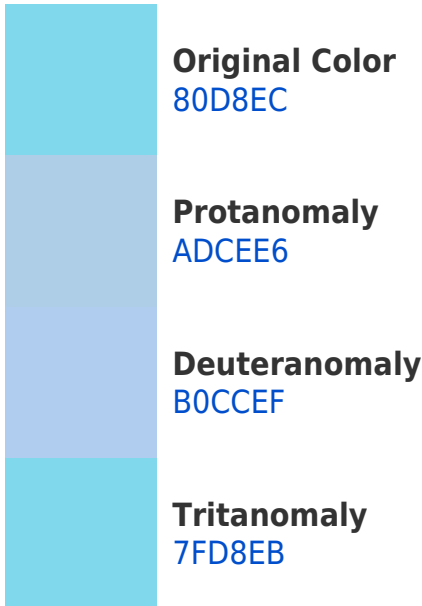 Original Color
80D8EC
Protanomaly
ADCEE6
Deuteranomaly
B0CCEF
Tritanomaly
7FD8EB